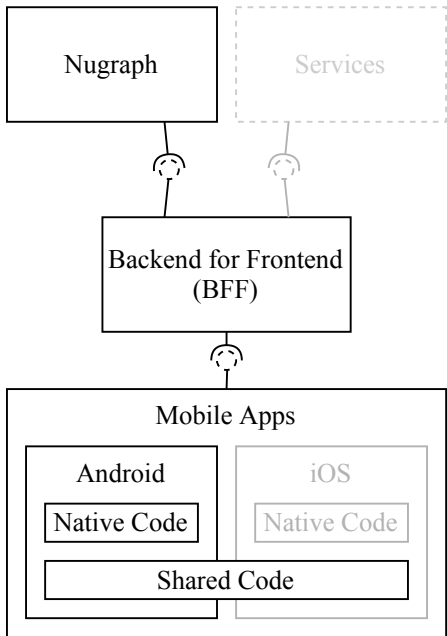 Nugraph
Services
Backend for Frontend
(BFF)
Mobile Apps
Android
iOS
Native Code
Native Code
Shared Code